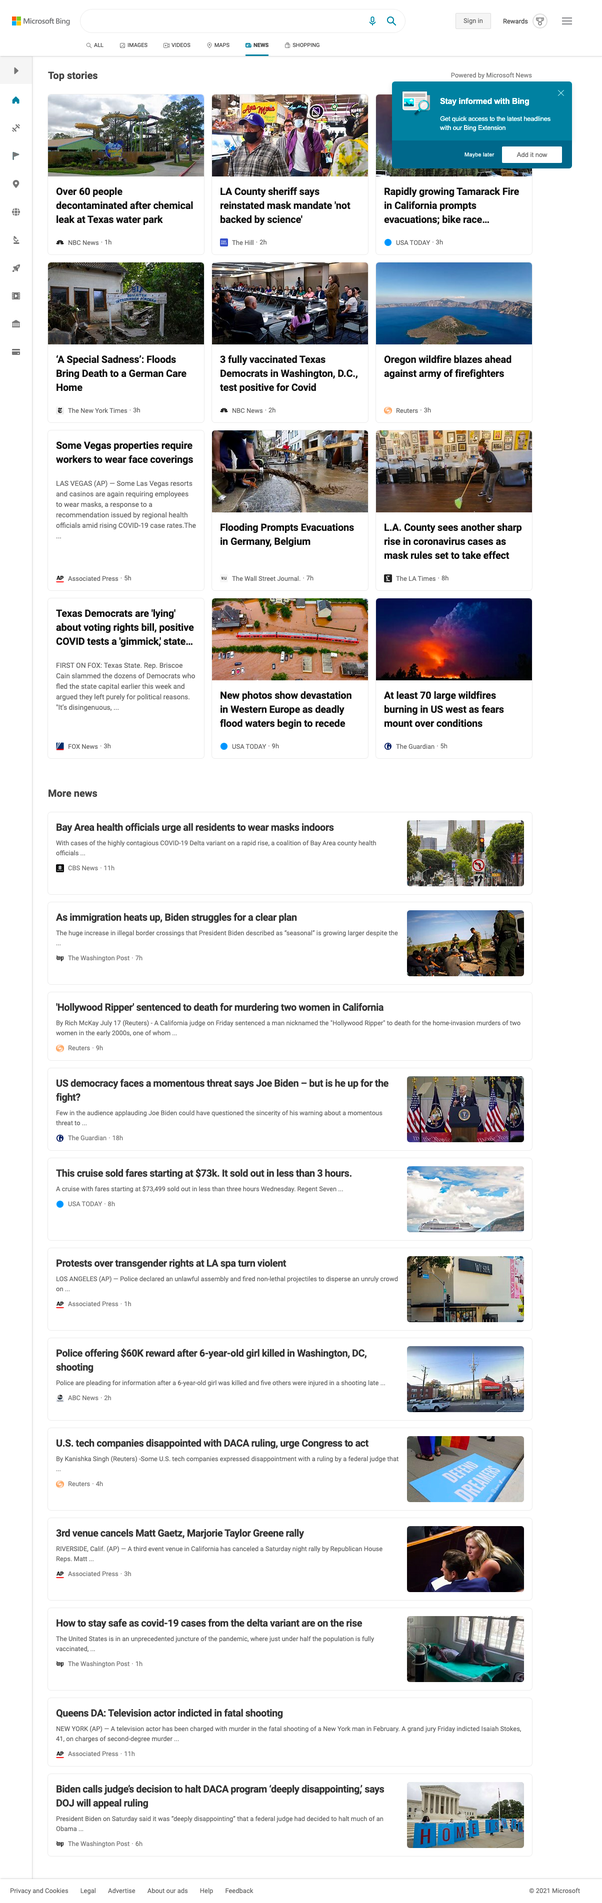 Microsoft Bing
Sign in
Rewards
ALL
IMAGES
VIDEOS
MAPS
NEWS
SHOPPING
Top stories
Powered by Microsoft News
Stay informed with Bing
Get quick access to the latest headlines
with our Bing Extension
Maybe later
Add it now
Over 60 people
decontaminated after chemical
leak at Texas water park
NBC News · 1h
LA County sheriff says
reinstated mask mandate 'not
backed by science'
The Hill · 2h
Rapidly growing Tamarack Fire
in California prompts
evacuations; bike race...
USA TODAY · 3h
'A Special Sadness': Floods
Bring Death to a German Care
Home
The New York Times · 3h
3 fully vaccinated Texas
Democrats in Washington, D.C.,
test positive for Covid
NBC News · 2h
Oregon wildfire blazes ahead
against army of firefighters
Reuters · 3h
Some Vegas properties require
workers to wear face coverings
LAS VEGAS (AP) — Some Las Vegas resorts
and casinos are again requiring employees
to wear masks, a response to a
recommendation issued by regional health
officials amid rising COVID-19 case rates.The
...
AP Associated Press · 5h
Flooding Prompts Evacuations
in Germany, Belgium
The Wall Street Journal. · 7h
L.A. County sees another sharp
rise in coronavirus cases as
mask rules set to take effect
The LA Times · 8h
Texas Democrats are 'lying'
about voting rights bill, positive
COVID tests a 'gimmick,' state...
FIRST ON FOX: Texas State. Rep. Briscoe
Cain slammed the dozens of Democrats who
fled the state capital earlier this week and
argued they left purely for political reasons.
"It's disingenuous, ...
FOX News · 3h
New photos show devastation
in Western Europe as deadly
flood waters begin to recede
USA TODAY · 9h
At least 70 large wildfires
burning in US west as fears
mount over conditions
The Guardian · 5h
More news
Bay Area health officials urge all residents to wear masks indoors
With cases of the highly contagious COVID-19 Delta variant on a rapid rise, a coalition of Bay Area county health
officials ...
CBS News · 11h
As immigration heats up, Biden struggles for a clear plan
The huge increase in illegal border crossings that President Biden described as "seasonal" is growing larger despite the
...
wp The Washington Post · 7h
'Hollywood Ripper' sentenced to death for murdering two women in California
By Rich McKay July 17 (Reuters) - A California judge on Friday sentenced a man nicknamed the "Hollywood Ripper" to death for the home-invasion murders of two
women in the early 2000s, one of whom ...
Reuters · 9h
US democracy faces a momentous threat says Joe Biden – but is he up for the
fight?
Few in the audience applauding Joe Biden could have questioned the sincerity of his warning about a momentous
threat to ...
The Guardian · 18h
This cruise sold fares starting at $73k. It sold out in less than 3 hours.
A cruise with fares starting at $73,499 sold out in less than three hours Wednesday. Regent Seven ...
USA TODAY · 8h
Protests over transgender rights at LA spa turn violent
LOS ANGELES (AP) — Police declared an unlawful assembly and fired non-lethal projectiles to disperse an unruly crowd
on ...
AP Associated Press · 1h
Police offering $60K reward after 6-year-old girl killed in Washington, DC,
shooting
Police are pleading for information after a 6-year-old girl was killed and five others were injured in a shooting late ...
ABC News · 2h
U.S. tech companies disappointed with DACA ruling, urge Congress to act
By Kanishka Singh (Reuters) -Some U.S. tech companies expressed disappointment with a ruling by a federal judge that
...
Reuters · 4h
DEFEND
DREAMERS
3rd venue cancels Matt Gaetz, Marjorie Taylor Greene rally
RIVERSIDE, Calif. (AP) — A third event venue in California has canceled a Saturday night rally by Republican House
Reps. Matt ...
AP Associated Press · 3h
How to stay safe as covid-19 cases from the delta variant are on the rise
The United States is in an unprecedented juncture of the pandemic, where just under half the population is fully
vaccinated, ...
wp The Washington Post · 1h
Queens DA: Television actor indicted in fatal shooting
NEW YORK (AP) — A television actor has been charged with murder in the fatal shooting of a New York man in February. A grand jury Friday indicted Isaiah Stokes,
41, on charges of second-degree murder ...
AP Associated Press · 11h
Biden calls judge's decision to halt DACA program 'deeply disappointing,' says
DOJ will appeal ruling
President Biden on Saturday said it was "deeply disappointing" that a federal judge had decided to halt much of an
Obama ...
wp The Washington Post · 6h
HOME
Privacy and Cookies
Legal
Advertise
About our ads
Help
Feedback
© 2021 Microsoft